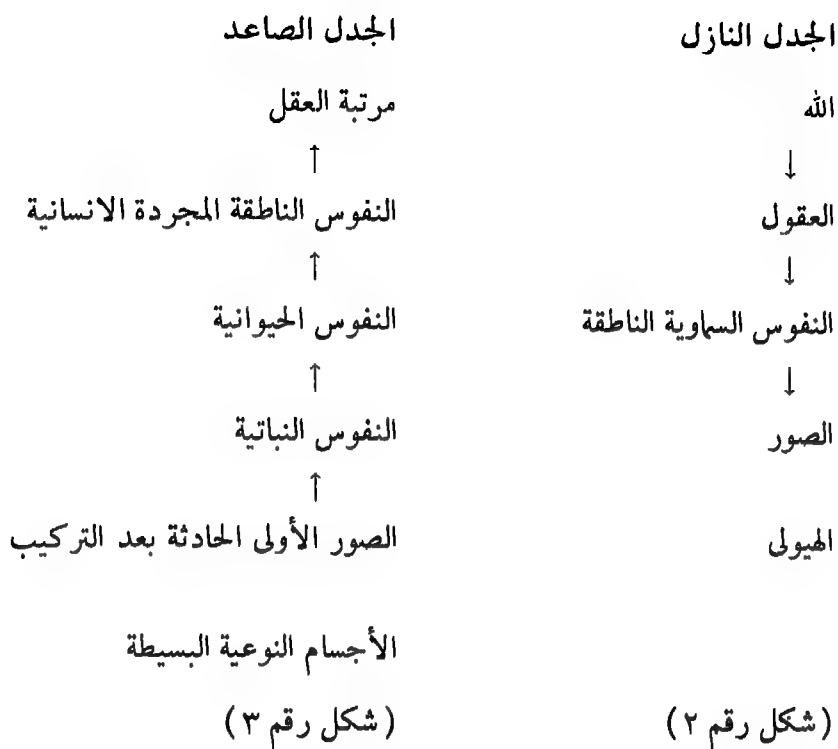 الجدل النازل
الجدل الصاعد
الله
مرتبة العقل
↓
↑
العقول
النفوس الناطقة المجردة الانسانية
↓
↑
النفوس السماوية الناطقة
النفوس الحيوانية
↓
↑
الصور
النفوس النباتية
↑
الهيولى
الصور الأولى الحادثة بعد التركيب
الأجسام النوعية البسيطة
(شكل رقم ٢)
(شكل رقم ٣)